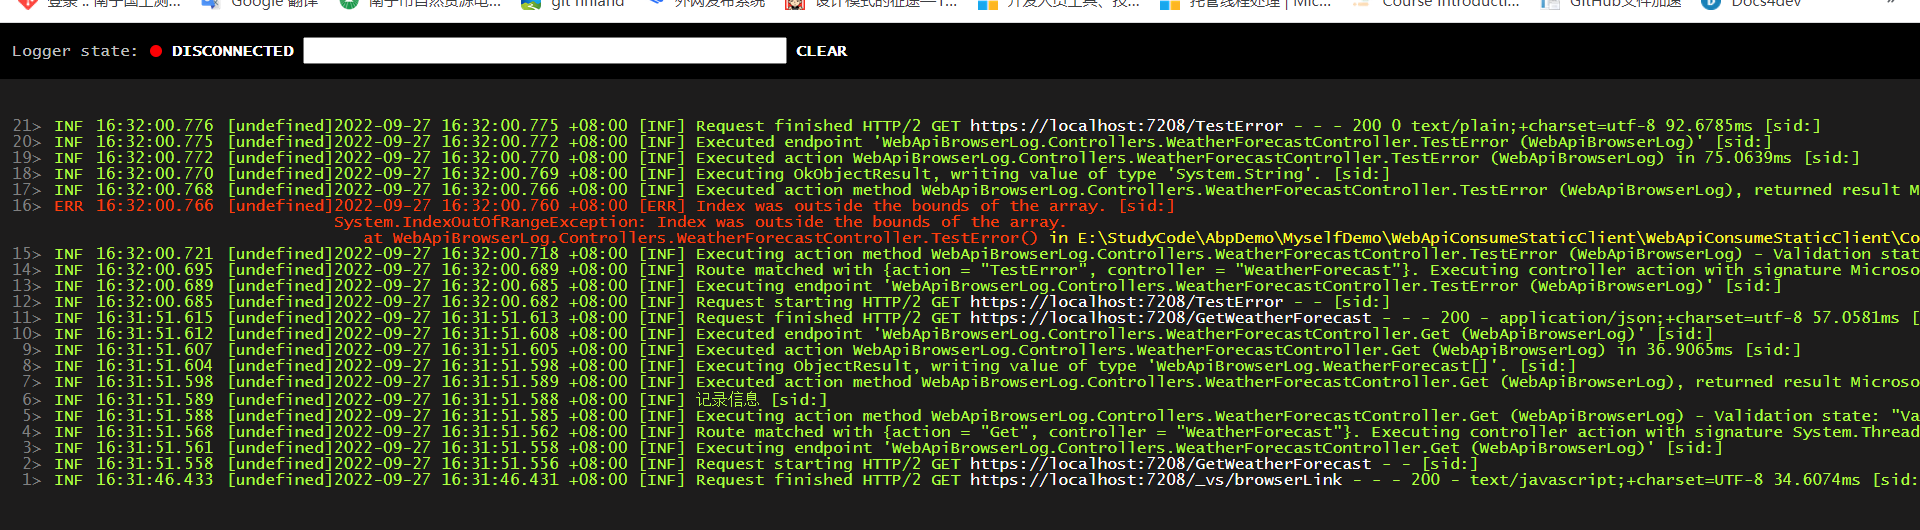 登录 :: 南宁国土测... Google 翻译 南宁市自然资源电... git finland 外网发布系统 设计模式的征途—1... 开发人员工具、技... 托管线程处理 | Mic... Course Introducti... GitHub文件加速 Docs4dev »
Logger state: DISCONNECTED CLEAR
21> INF 16:32:00.776 [undefined]2022-09-27 16:32:00.775 +08:00 [INF] Request finished HTTP/2 GET https://localhost:7208/TestError - - - 200 0 text/plain;+charset=utf-8 92.6785ms [sid:]
20> INF 16:32:00.775 [undefined]2022-09-27 16:32:00.772 +08:00 [INF] Executed endpoint 'WebApiBrowserLog.Controllers.WeatherForecastController.TestError (WebApiBrowserLog)' [sid:]
19> INF 16:32:00.772 [undefined]2022-09-27 16:32:00.770 +08:00 [INF] Executed action WebApiBrowserLog.Controllers.WeatherForecastController.TestError (WebApiBrowserLog) in 75.0639ms [sid:]
18> INF 16:32:00.770 [undefined]2022-09-27 16:32:00.769 +08:00 [INF] Executing OkObjectResult, writing value of type 'System.String'. [sid:]
17> INF 16:32:00.768 [undefined]2022-09-27 16:32:00.766 +08:00 [INF] Executed action method WebApiBrowserLog.Controllers.WeatherForecastController.TestError (WebApiBrowserLog), returned result M
16> ERR 16:32:00.766 [undefined]2022-09-27 16:32:00.760 +08:00 [ERR] Index was outside the bounds of the array. [sid:]
System.IndexOutOfRangeException: Index was outside the bounds of the array.
at WebApiBrowserLog.Controllers.WeatherForecastController.TestError() in E:\StudyCode\AbpDemo\MyselfDemo\WebApiConsumeStaticClient\WebApiConsumeStaticClient\Co
15> INF 16:32:00.721 [undefined]2022-09-27 16:32:00.718 +08:00 [INF] Executing action method WebApiBrowserLog.Controllers.WeatherForecastController.TestError (WebApiBrowserLog) - Validation stat
14> INF 16:32:00.695 [undefined]2022-09-27 16:32:00.689 +08:00 [INF] Route matched with {action = "TestError", controller = "WeatherForecast"}. Executing controller action with signature Microso
13> INF 16:32:00.689 [undefined]2022-09-27 16:32:00.685 +08:00 [INF] Executing endpoint 'WebApiBrowserLog.Controllers.WeatherForecastController.TestError (WebApiBrowserLog)' [sid:]
12> INF 16:32:00.685 [undefined]2022-09-27 16:32:00.682 +08:00 [INF] Request starting HTTP/2 GET https://localhost:7208/TestError - - [sid:]
11> INF 16:31:51.615 [undefined]2022-09-27 16:31:51.613 +08:00 [INF] Request finished HTTP/2 GET https://localhost:7208/GetWeatherForecast - - - 200 - application/json;+charset=utf-8 57.0581ms [
10> INF 16:31:51.612 [undefined]2022-09-27 16:31:51.608 +08:00 [INF] Executed endpoint 'WebApiBrowserLog.Controllers.WeatherForecastController.Get (WebApiBrowserLog)' [sid:]
9> INF 16:31:51.607 [undefined]2022-09-27 16:31:51.605 +08:00 [INF] Executed action WebApiBrowserLog.Controllers.WeatherForecastController.Get (WebApiBrowserLog) in 36.9065ms [sid:]
8> INF 16:31:51.604 [undefined]2022-09-27 16:31:51.598 +08:00 [INF] Executing ObjectResult, writing value of type 'WebApiBrowserLog.WeatherForecast[]'. [sid:]
7> INF 16:31:51.598 [undefined]2022-09-27 16:31:51.589 +08:00 [INF] Executed action method WebApiBrowserLog.Controllers.WeatherForecastController.Get (WebApiBrowserLog), returned result Microso
6> INF 16:31:51.589 [undefined]2022-09-27 16:31:51.588 +08:00 [INF] 记录信息 [sid:]
5> INF 16:31:51.588 [undefined]2022-09-27 16:31:51.585 +08:00 [INF] Executing action method WebApiBrowserLog.Controllers.WeatherForecastController.Get (WebApiBrowserLog) - Validation state: "Va
4> INF 16:31:51.568 [undefined]2022-09-27 16:31:51.562 +08:00 [INF] Route matched with {action = "Get", controller = "WeatherForecast"}. Executing controller action with signature System.Thread
3> INF 16:31:51.561 [undefined]2022-09-27 16:31:51.558 +08:00 [INF] Executing endpoint 'WebApiBrowserLog.Controllers.WeatherForecastController.Get (WebApiBrowserLog)' [sid:]
2> INF 16:31:51.558 [undefined]2022-09-27 16:31:51.556 +08:00 [INF] Request starting HTTP/2 GET https://localhost:7208/GetWeatherForecast - - [sid:]
1> INF 16:31:46.433 [undefined]2022-09-27 16:31:46.431 +08:00 [INF] Request finished HTTP/2 GET https://localhost:7208/_vs/browserLink - - - 200 - text/javascript;+charset=UTF-8 34.6074ms [sid: